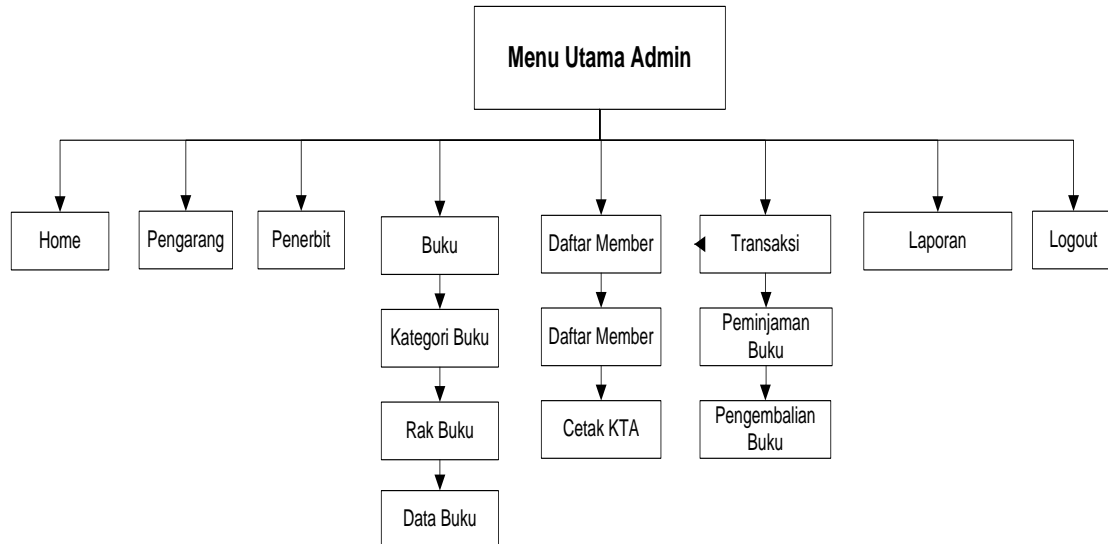 Menu Utama Admin
Home
Pengarang
Penerbit
Buku
Daftar Member
Transaksi
Laporan
Logout
Kategori Buku
Daftar Member
Peminjaman
Buku
Rak Buku
Cetak KTA
Pengembalian
Buku
Data Buku